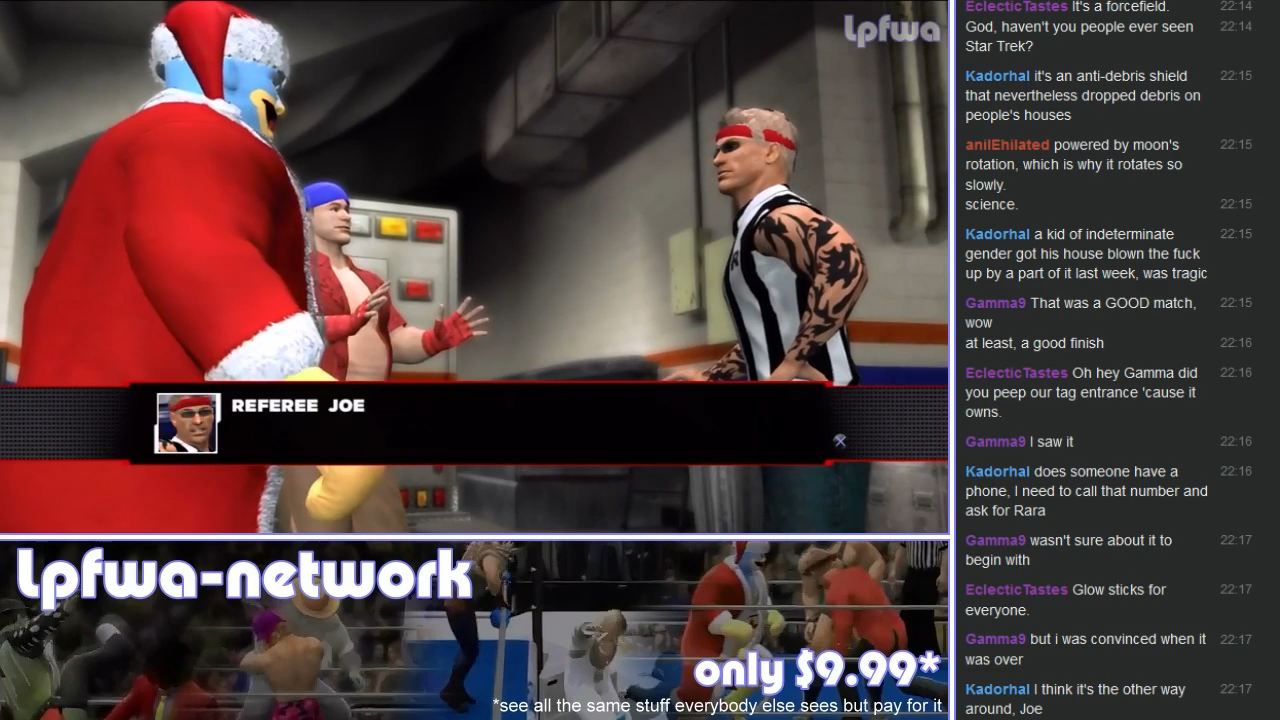 Lpfwa
REFEREE JOE
Lpfwa-network
only $9.99*
*see all the same stuff everybody else sees but pay for it
EclecticTastes It's a forcefield. 22:14
God, haven't you people ever seen 22:14
Star Trek?
Kadorhal it's an anti-debris shield 22:15
that nevertheless dropped debris on
people's houses
anilEhilated powered by moon's 22:15
rotation, which is why it rotates so
slowly.
science. 22:15
Kadorhal a kid of indeterminate 22:15
gender got his house blown the fuck
up by a part of it last week, was tragic
Gamma9 That was a GOOD match, 22:15
wow
at least, a good finish 22:16
EclecticTastes Oh hey Gamma did 22:16
you peep our tag entrance 'cause it
owns.
Gamma9 I saw it 22:16
Kadorhal does someone have a 22:16
phone, I need to call that number and
ask for Rara
Gamma9 wasn't sure about it to 22:17
begin with
EclecticTastes Glow sticks for 22:17
everyone.
Gamma9 but i was convinced when it 22:17
was over
Kadorhal I think it's the other way 22:17
around, Joe